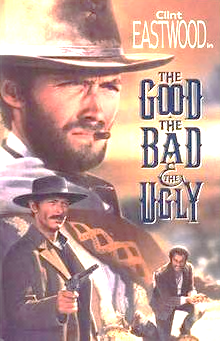 Clint
EASTWOOD in
THE
GOOD
THE
BAD
& THE
UGLY